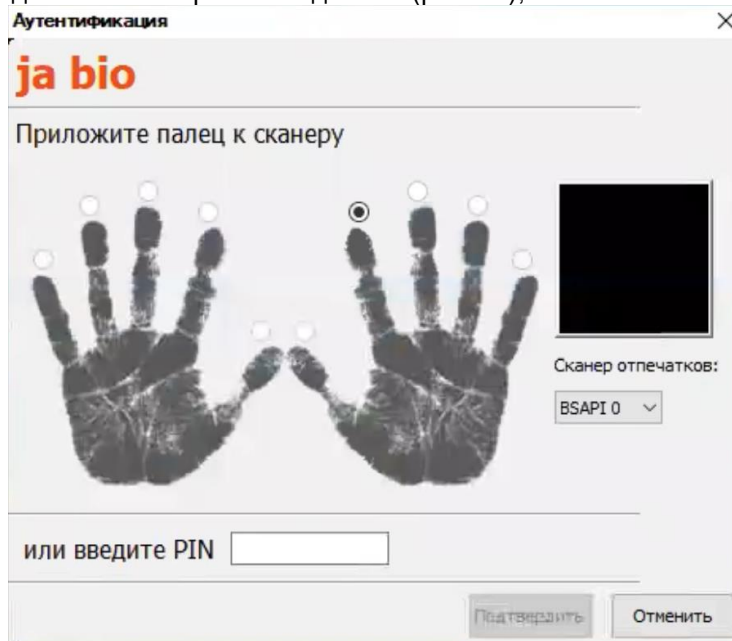 Аутентификация
ja bio
Приложите палец к сканеру
Сканер отпечатков:
BSAPI 0
или введите PIN
Подтвердить
Отменить